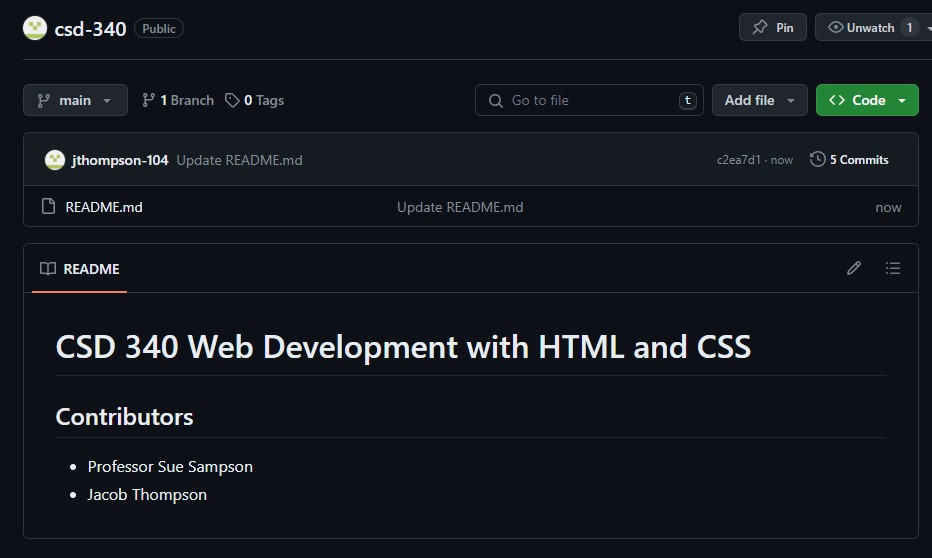 csd-340 Public Pin Unwatch 1
main 1 Branch 0 Tags Go to file t Add file Code
jthompson-104 Update README.md c2ea7d1 · now 5 Commits
README.md Update README.md now
README
CSD 340 Web Development with HTML and CSS
Contributors
Professor Sue Sampson
Jacob Thompson